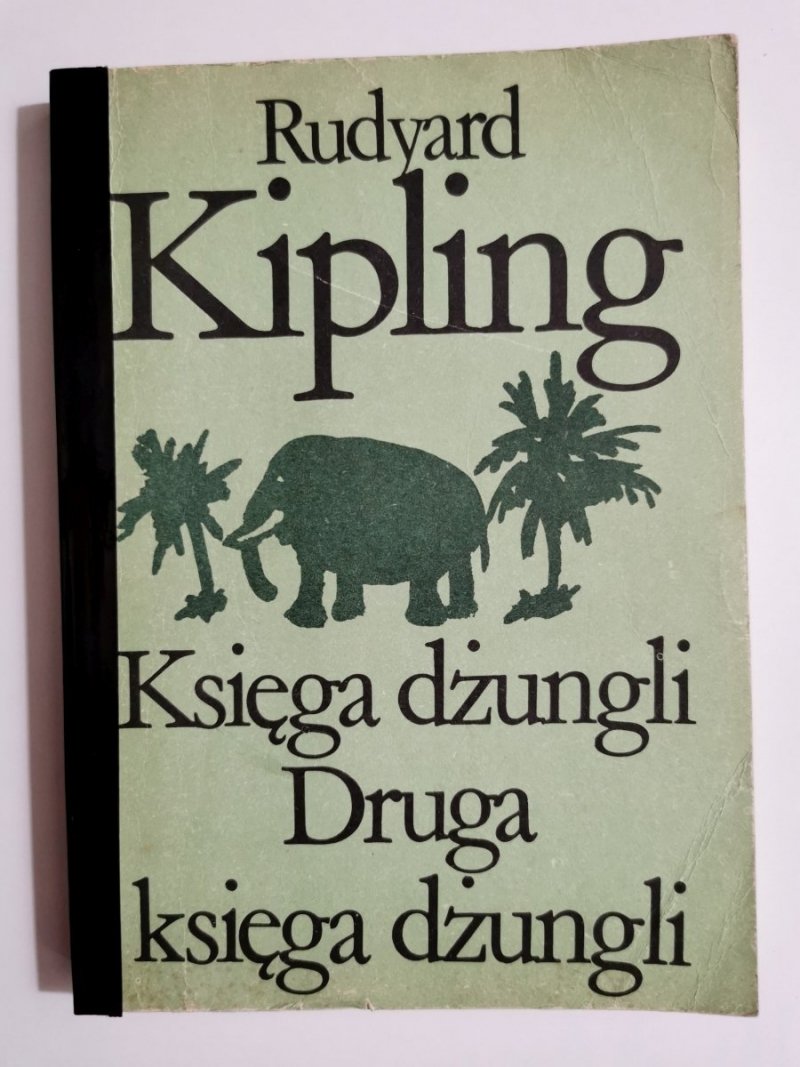 Rudyard
Kipling
Księga dżungli
Druga
księga dżungli